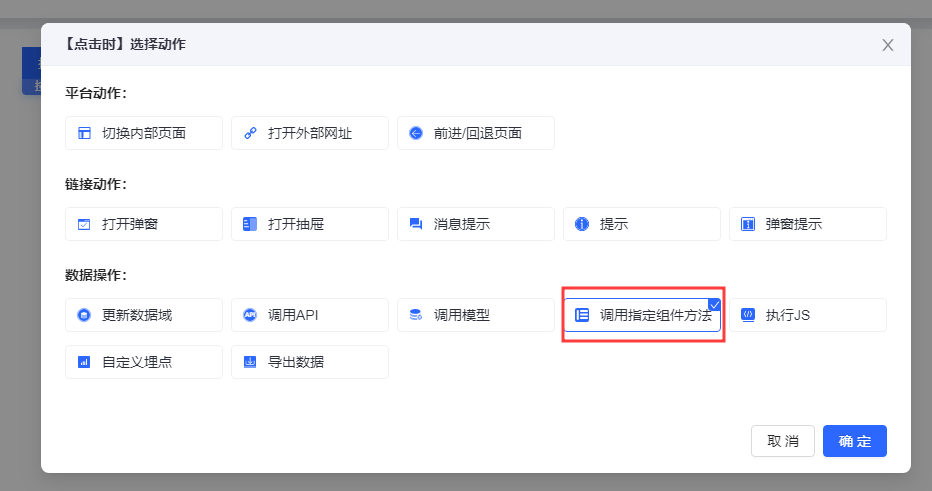 【点击时】选择动作
平台动作：
切换内部页面
打开外部网址
前进/回退页面
链接动作：
打开弹窗
打开抽屉
消息提示
提示
弹窗提示
数据操作：
更新数据域
API 调用API
调用模型
调用指定组件方法
执行JS
自定义埋点
导出数据
取 消
确 定